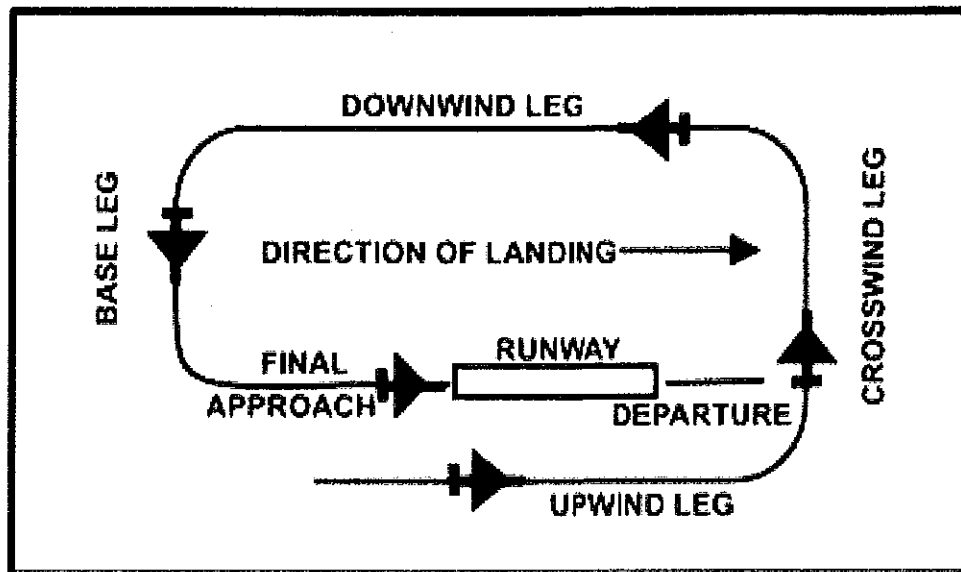 DOWNWIND LEG
BASE LEG
DIRECTION OF LANDING
CROSSWIND LEG
FINAL
APPROACH
RUNWAY
DEPARTURE
UPWIND LEG